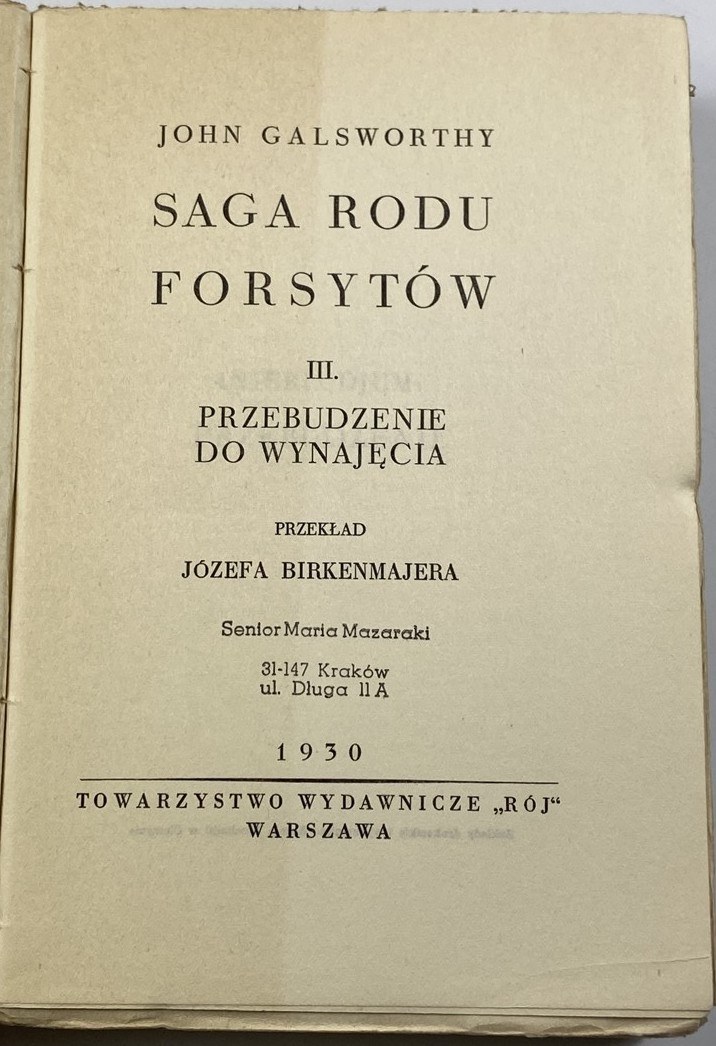 JOHN GALSWORTHY
SAGA RODU
FORSYTÓW
III.
PRZEBUDZENIE
DO WYNAJĘCIA
PRZEKŁAD
JÓZEFA BIRKENMAJERA
Senior Maria Mazaraki
31-147 Kraków
ul. Długa 11 A
1930
TOWARZYSTWO WYDAWNICZE „RÓJ“
WARSZAWA